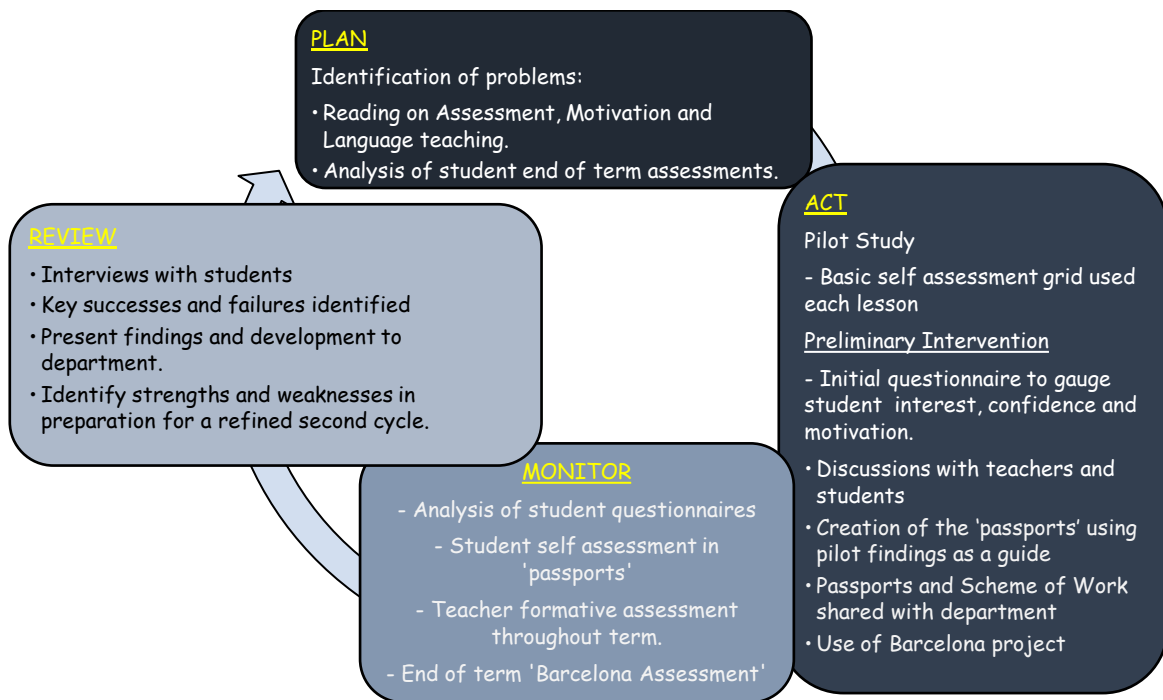 PLAN
Identification of problems:
• Reading on Assessment, Motivation and
Language teaching.
• Analysis of student end of term assessments.
ACT
Pilot Study
- Basic self assessment grid used
each lesson
Preliminary Intervention
- Initial questionnaire to gauge
student interest, confidence and
motivation.
• Discussions with teachers and
students
• Creation of the ‘passports’ using
pilot findings as a guide
• Passports and Scheme of Work
shared with department
• Use of Barcelona project
MONITOR
- Analysis of student questionnaires
- Student self assessment in
'passports'
- Teacher formative assessment
throughout term.
- End of term 'Barcelona Assessment'
REVIEW
• Interviews with students
• Key successes and failures identified
• Present findings and development to
department.
• Identify strengths and weaknesses in
preparation for a refined second cycle.